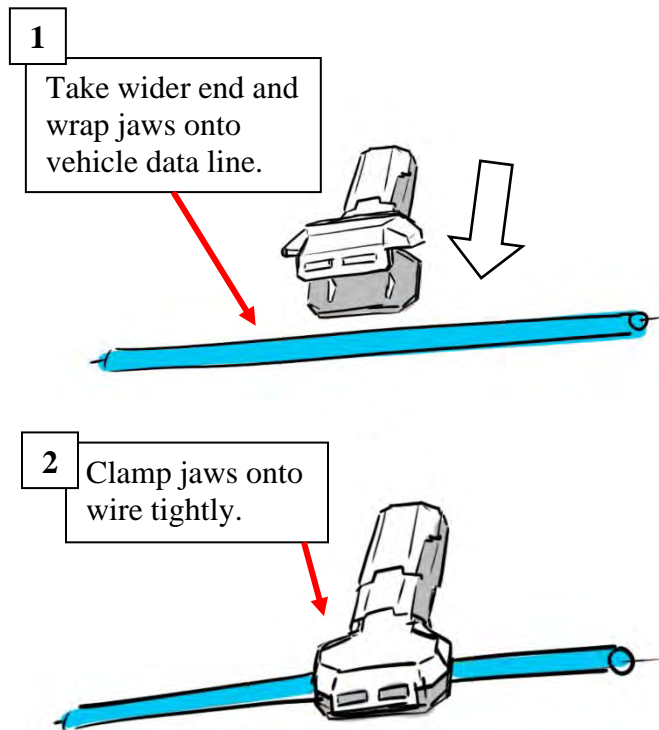 1
Take wider end and
wrap jaws onto
vehicle data line.
2
Clamp jaws onto
wire tightly.